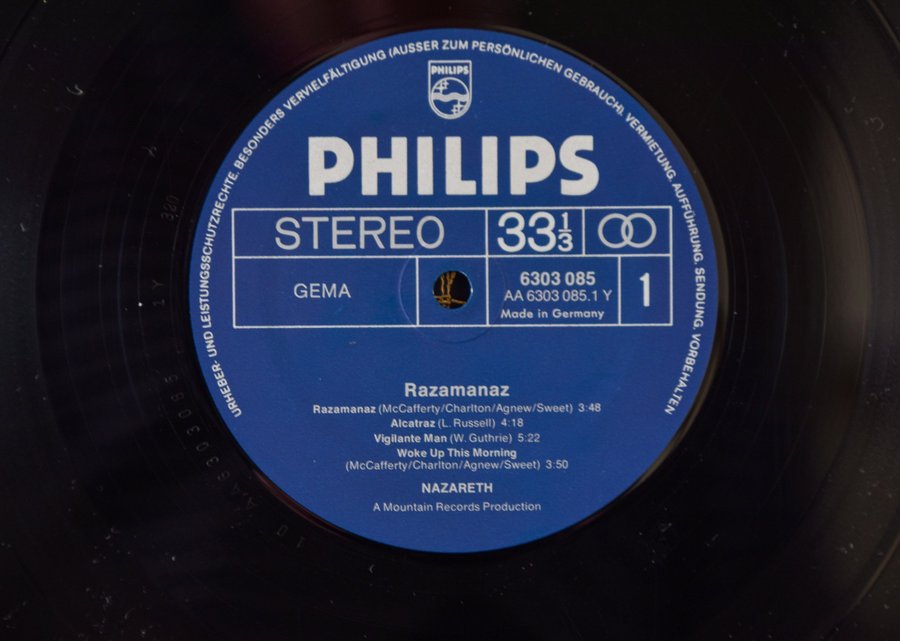 URHEBER- UND LEISTUNGSSCHUTZRECHTE, BESONDERS VERVIELFÄLTIGUNG (AUSSER ZUM PERSÖNLICHEN GEBRAUCH), VERMIETUNG, AUFFÜHRUNG, SENDUNG, VORBEHALTEN
PHILIPS
PHILIPS
STEREO 33⅓
GEMA
6303 085
AA 6303 085.1 Y
Made in Germany
1
Razamanaz
Razamanaz (McCafferty/Charlton/Agnew/Sweet) 3:48
Alcatraz (L. Russell) 4:18
Vigilante Man (W. Guthrie) 5:22
Woke Up This Morning
(McCafferty/Charlton/Agnew/Sweet) 3:50
NAZARETH
A Mountain Records Production